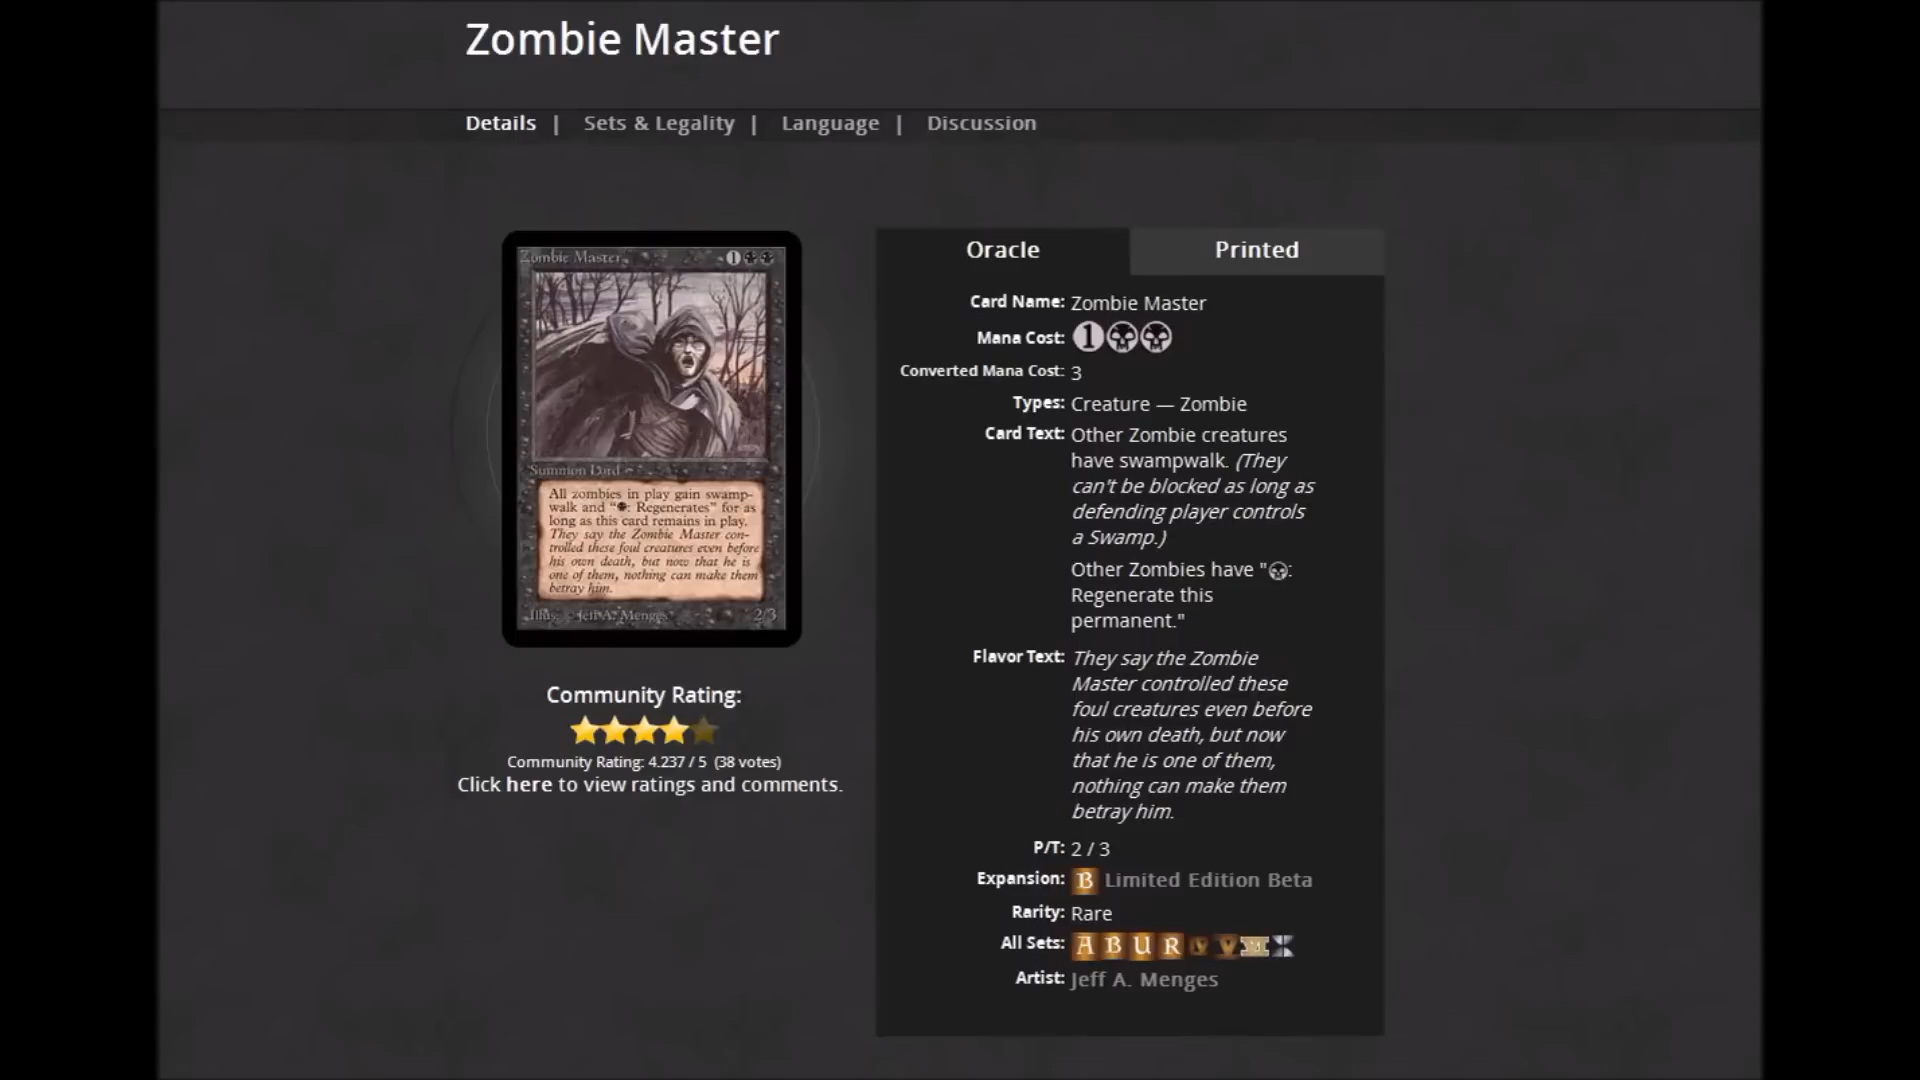 Zombie Master
Details | Sets & Legality | Language | Discussion
Zombie Master 1
Summon Lord
All zombies in play gain swamp-
walk and " : Regenerates" for as
long as this card remains in play.
They say the Zombie Master con-
trolled these foul creatures even before
his own death, but now that he is
one of them, nothing can make them
betray him.
Illus. Jeff A. Menges 2/3
Community Rating:
Community Rating: 4.237 / 5 (38 votes)
Click here to view ratings and comments.
Oracle Printed
Card Name: Zombie Master
Mana Cost: 1
Converted Mana Cost: 3
Types: Creature — Zombie
Card Text: Other Zombie creatures
have swampwalk. (They
can't be blocked as long as
defending player controls
a Swamp.)
Other Zombies have " :
Regenerate this
permanent."
Flavor Text: They say the Zombie
Master controlled these
foul creatures even before
his own death, but now
that he is one of them,
nothing can make them
betray him.
P/T: 2 / 3
Expansion: B Limited Edition Beta
Rarity: Rare
All Sets: A B U R IV V VI
Artist: Jeff A. Menges